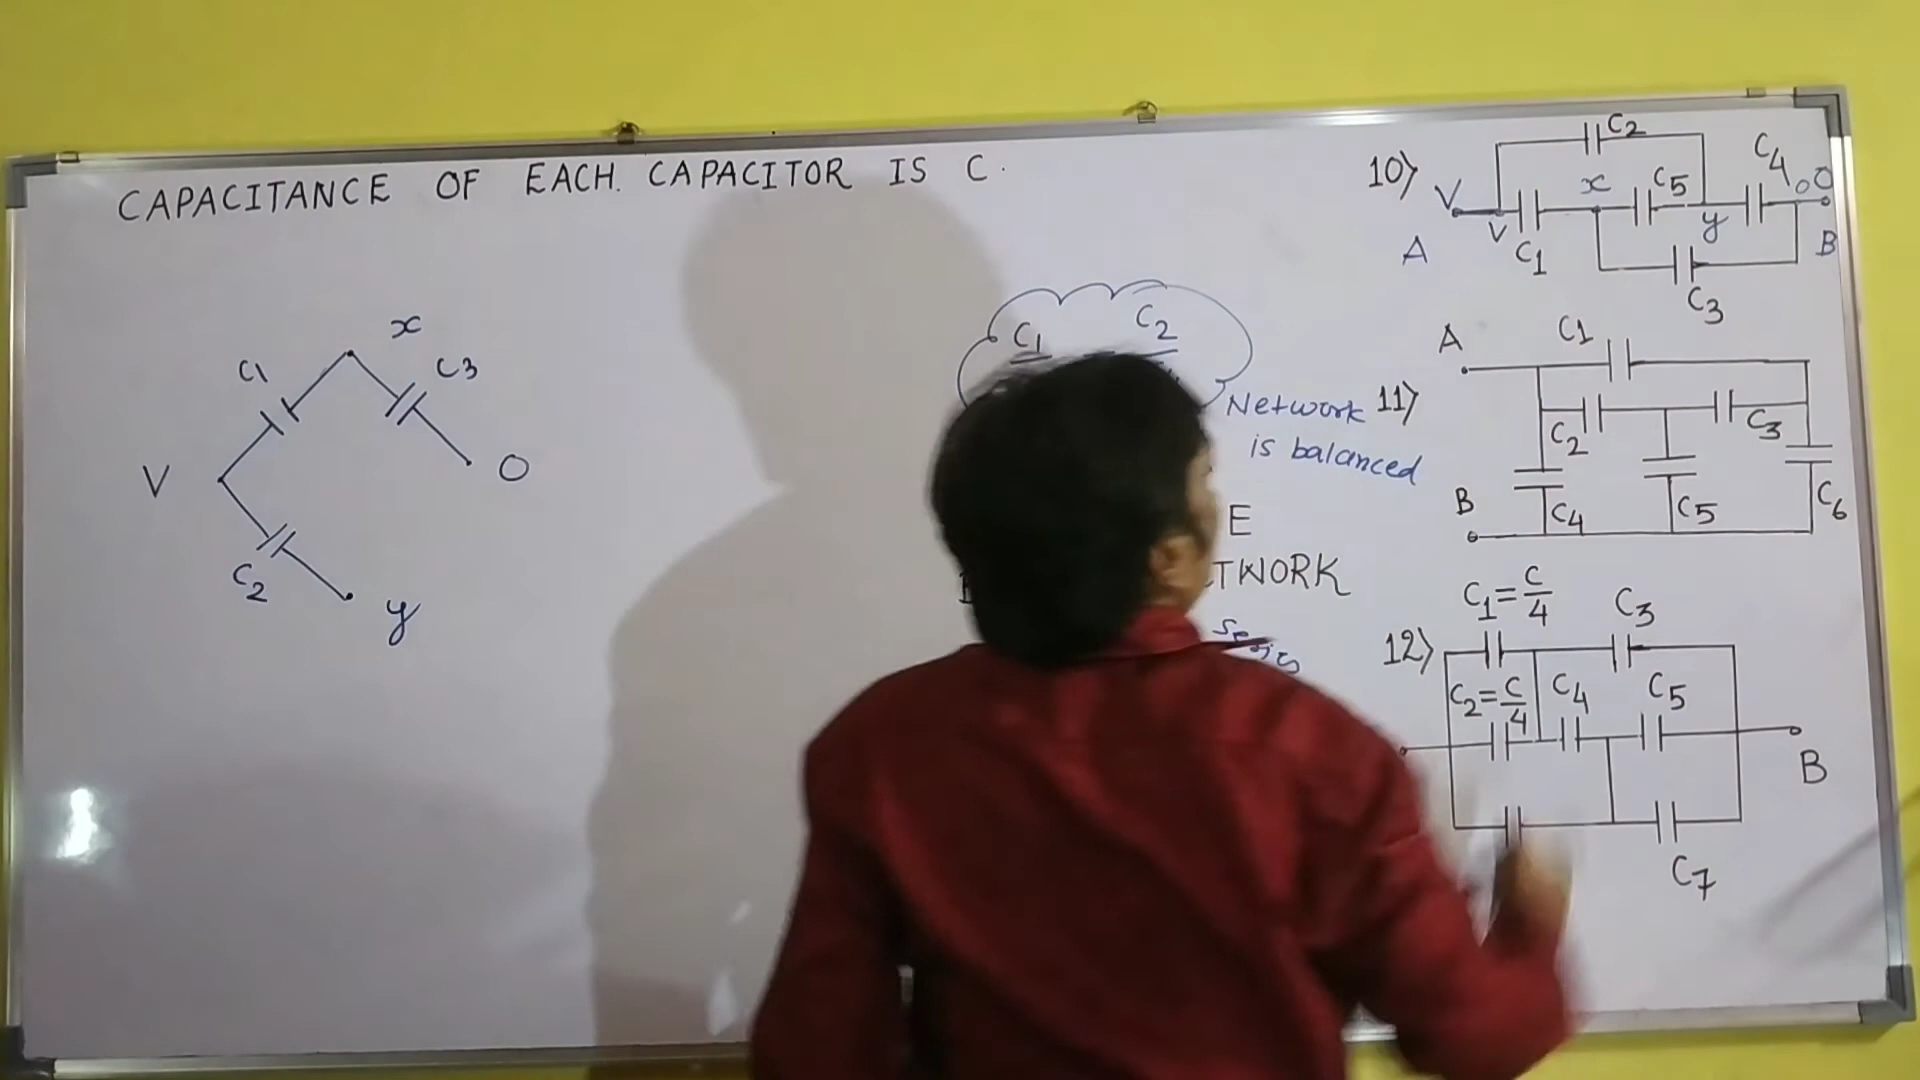 CAPACITANCE OF EACH CAPACITOR IS C.
x
C1
C3
V
O
C2
y
C1
C2
Network
is balanced
E
TWORK
series
10)
C2
C4
V
x
C5
O
V
y
A
C1
B
C3
11)
A
C1
C2
C3
B
C4
C5
C6
12)
C1=C/4
C3
C2=C/4
C4
C5
B
C7